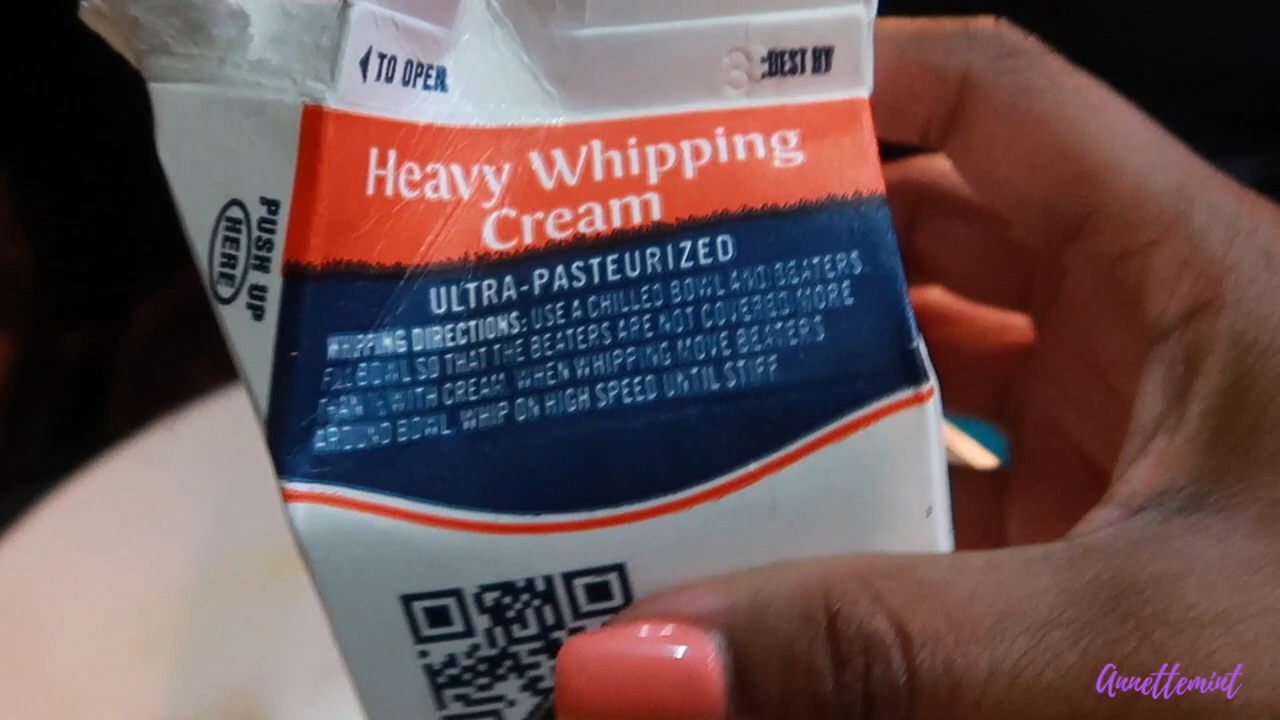 TO OPEN
:BEST BY
Heavy Whipping
Cream
PUSH UP
HERE
ULTRA-PASTEURIZED
WHIPPING DIRECTIONS: USE A CHILLED BOWL AND BEATERS
FILL BOWL SO THAT THE BEATERS ARE NOT COVERED MORE
THAN WITH CREAM. WHEN WHIPPING MOVE BEATERS
AROUND BOWL. WHIP ON HIGH SPEED UNTIL STIFF
Annettemint